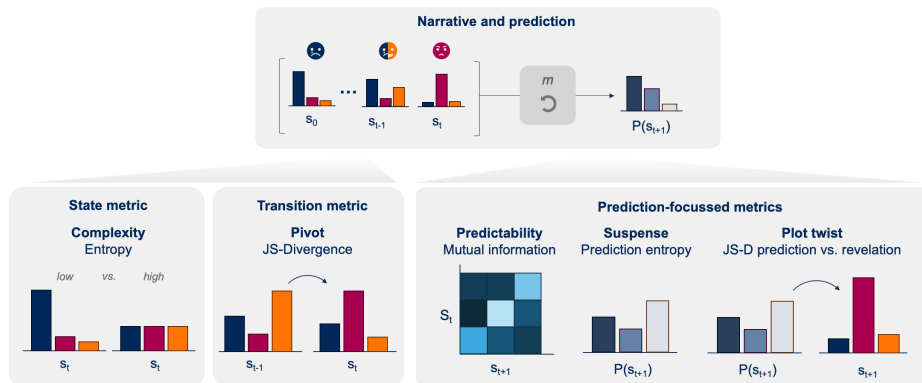 Narrative and prediction
...
m
s0
st-1
st
P(st+1)
State metric
Complexity
Entropy
low vs. high
st
st
Transition metric
Pivot
JS-Divergence
st-1
st
Prediction-focussed metrics
Predictability
Mutual information
St
st+1
Suspense
Prediction entropy
P(st+1)
Plot twist
JS-D prediction vs. revelation
P(st+1)
st+1